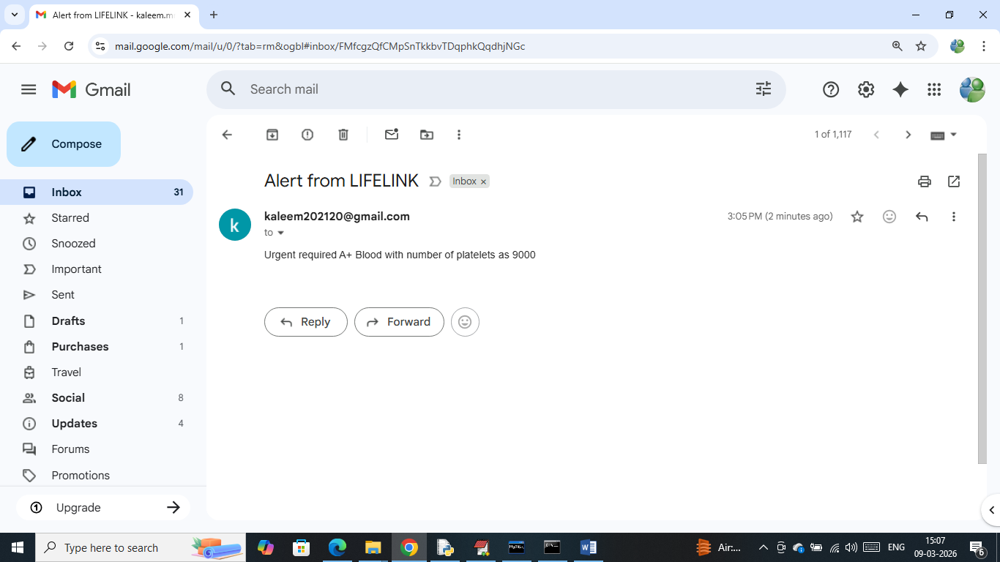 Alert from LIFELINK - kaleem.m
mail.google.com/mail/u/0/?tab=rm&ogbl#inbox/FMfcgzQfCMpSnTkkbvTDqphkQqdhjNGc
Gmail
Search mail
Compose
1 of 1,117
Inbox 31
Starred
Snoozed
Important
Sent
Drafts 1
Purchases 1
Travel
Social 8
Updates 4
Forums
Promotions
Upgrade
Alert from LIFELINK Inbox ×
k
kaleem202120@gmail.com 3:05 PM (2 minutes ago)
to
Urgent required A+ Blood with number of platelets as 9000
Reply Forward
Type here to search
Air:... ENG
15:07
09-03-2026
6